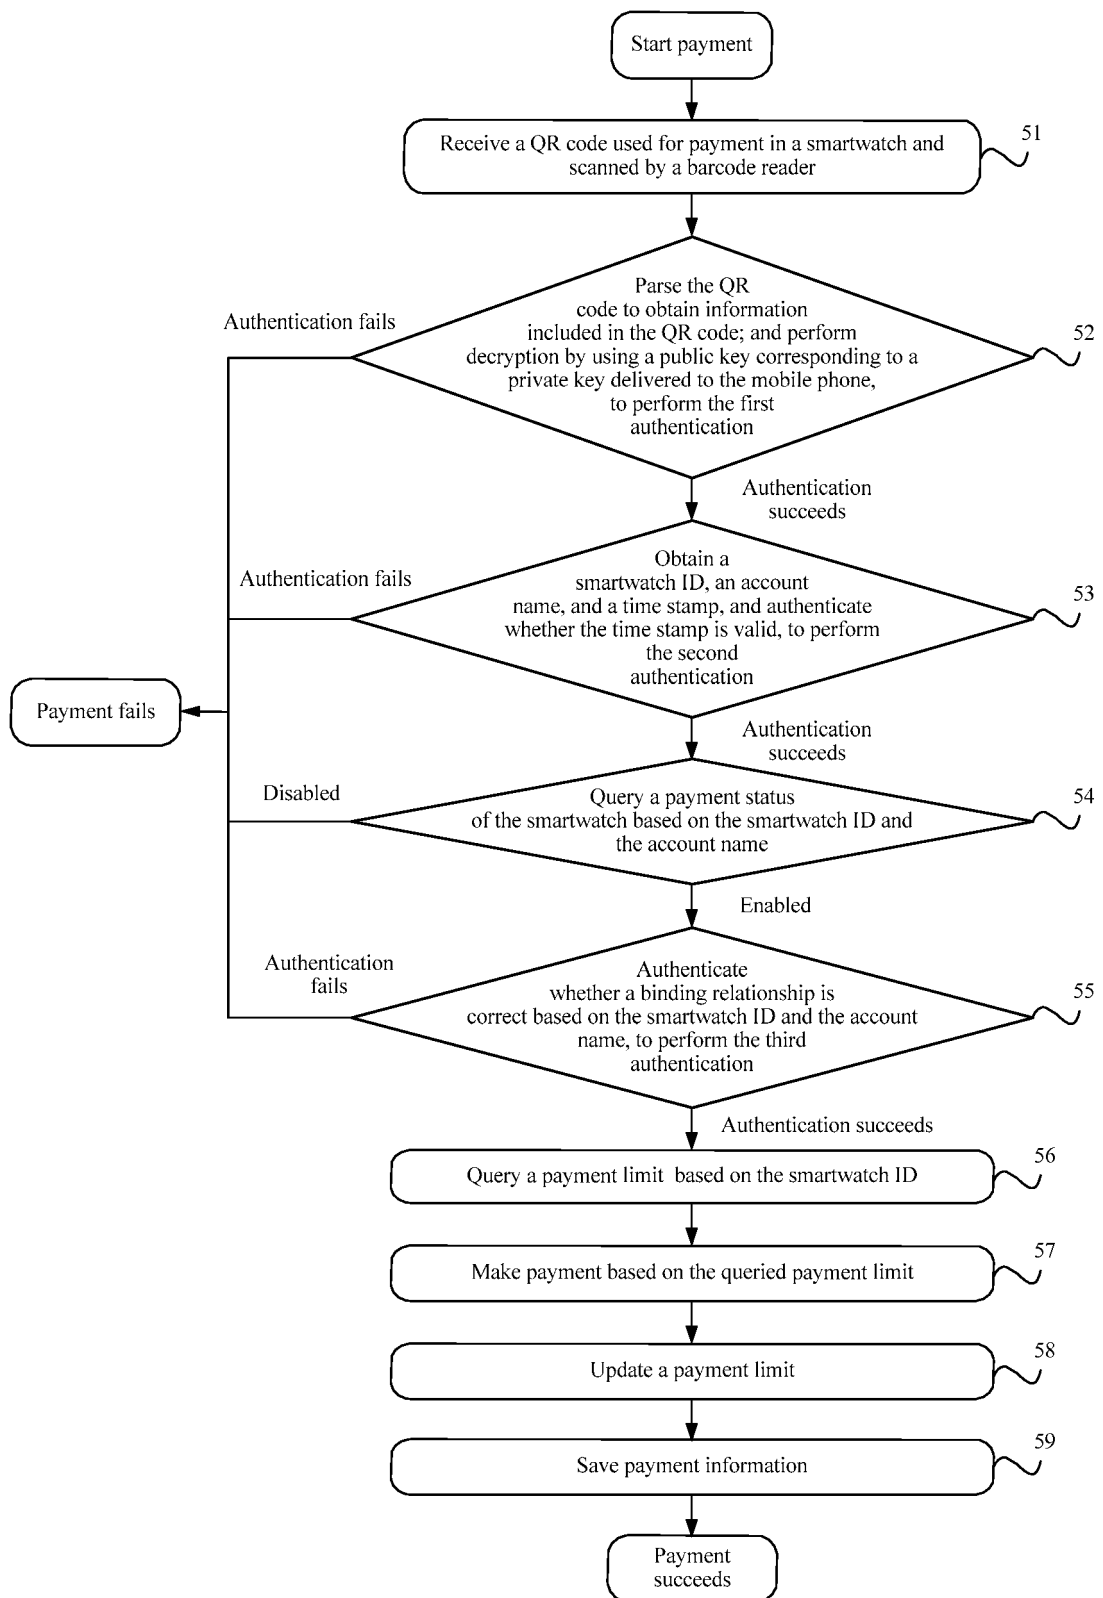 Start payment
51
Receive a QR code used for payment in a smartwatch and
scanned by a barcode reader
Parse the QR
code to obtain information
included in the QR code; and perform
decryption by using a public key corresponding to a
private key delivered to the mobile phone,
to perform the first
authentication
Authentication fails
52
Authentication
succeeds
Obtain a
smartwatch ID, an account
name, and a time stamp, and authenticate
whether the time stamp is valid, to perform
the second
authentication
Authentication fails
53
Payment fails
Authentication
succeeds
Disabled
Query a payment status
of the smartwatch based on the smartwatch ID and
the account name
54
Enabled
Authentication
fails
Authenticate
whether a binding relationship is
correct based on the smartwatch ID and the account
name, to perform the third
authentication
55
Authentication succeeds
56
Query a payment limit based on the smartwatch ID
57
Make payment based on the queried payment limit
58
Update a payment limit
59
Save payment information
Payment
succeeds